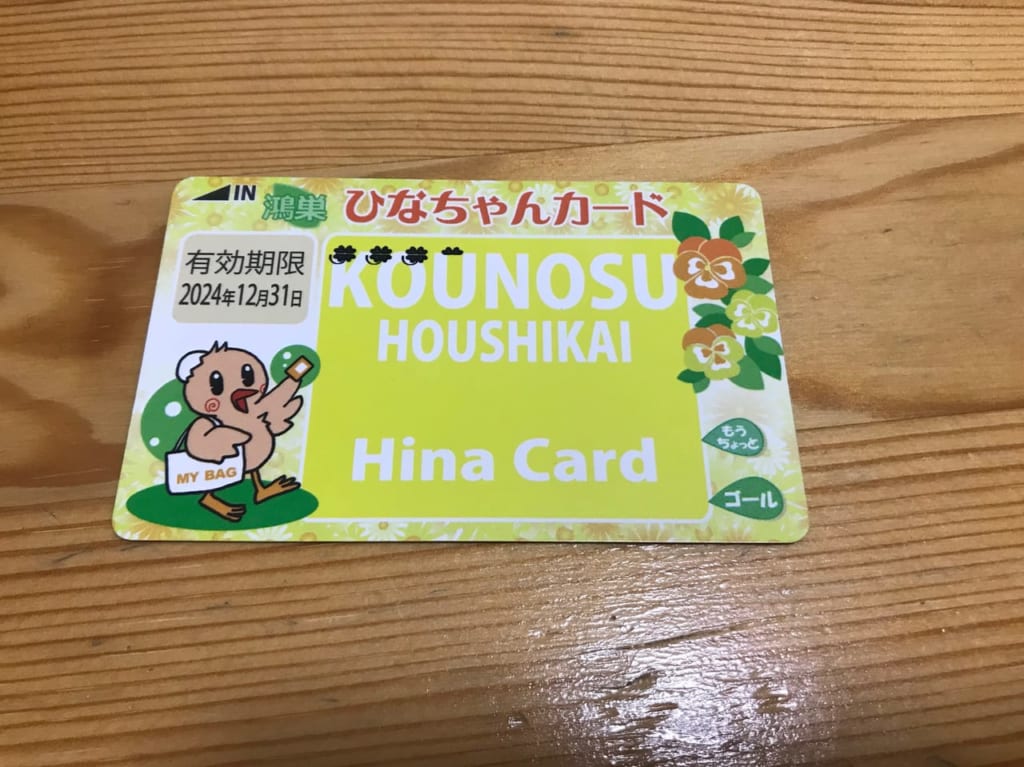 IN
鴻巣
ひなちゃんカード
有効期限
2024年12月31日
KOUNOSU
HOUSHIKAI
Hina Card
MY BAG
もう
ちょっと
ゴール